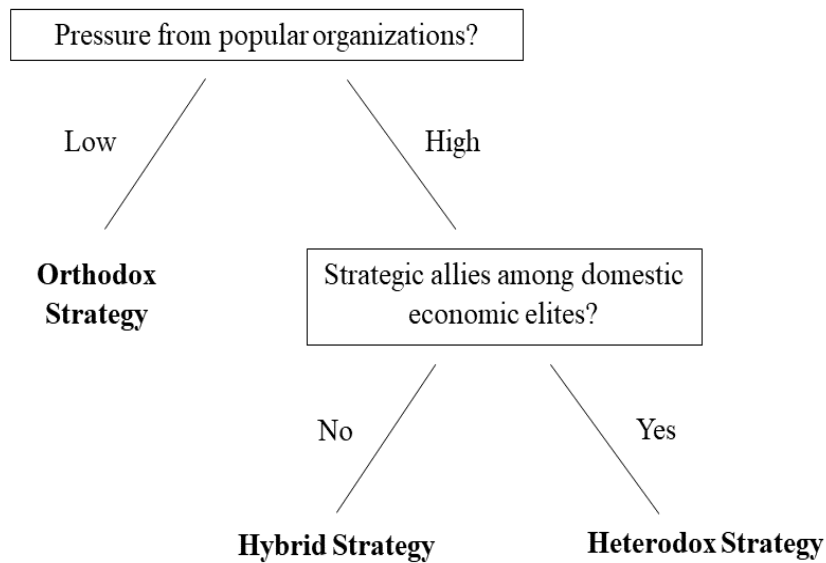 Pressure from popular organizations?
Low
High
Orthodox
Strategy
Strategic allies among domestic
economic elites?
No
Yes
Hybrid Strategy
Heterodox Strategy